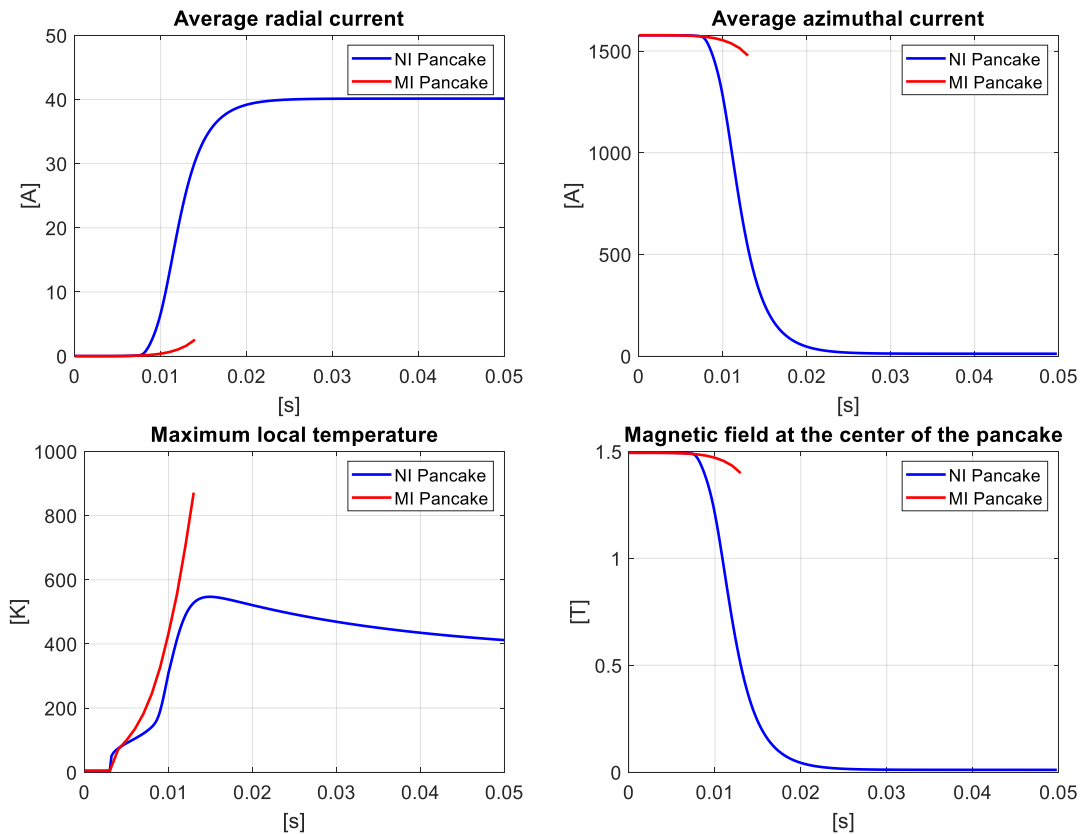 Average radial current
50
40
30
20
10
0
[A]
NI Pancake
MI Pancake
0 0.01 0.02 0.03 0.04 0.05
[s]
Average azimuthal current
1500
1000
500
0
[A]
NI Pancake
MI Pancake
0 0.01 0.02 0.03 0.04 0.05
[s]
Maximum local temperature
1000
800
600
400
200
0
[K]
NI Pancake
MI Pancake
0 0.01 0.02 0.03 0.04 0.05
[s]
Magnetic field at the center of the pancake
1.5
1
0.5
0
[T]
NI Pancake
MI Pancake
0 0.01 0.02 0.03 0.04 0.05
[s]